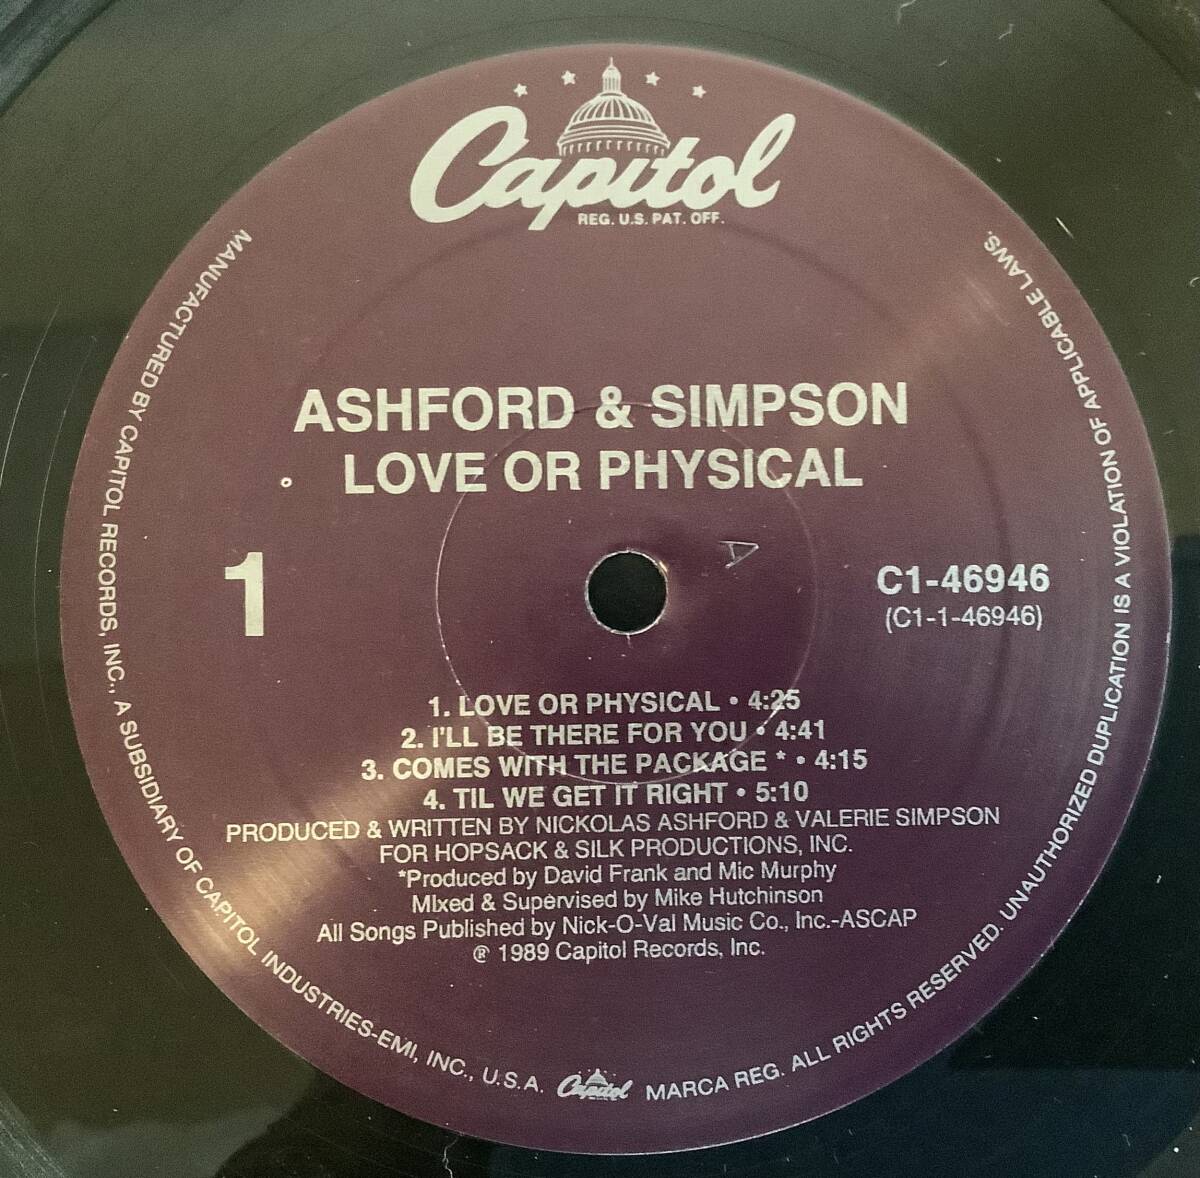 Capitol
REG. U.S. PAT. OFF.
ASHFORD & SIMPSON
LOVE OR PHYSICAL
1
C1-46946
(C1-1-46946)
1. LOVE OR PHYSICAL • 4:25
2. I'LL BE THERE FOR YOU • 4:41
3. COMES WITH THE PACKAGE * • 4:15
4. TIL WE GET IT RIGHT • 5:10
PRODUCED & WRITTEN BY NICKOLAS ASHFORD & VALERIE SIMPSON
FOR HOPSACK & SILK PRODUCTIONS, INC.
*Produced by David Frank and Mic Murphy
MIxed & Supervised by Mike Hutchinson
All Songs Published by Nick-O-Val Music Co., Inc.-ASCAP
℗ 1989 Capitol Records, Inc.
MANUFACTURED BY CAPITOL RECORDS, INC., A SUBSIDIARY OF CAPITOL INDUSTRIES-EMI, INC., U.S.A. Capitol MARCA REG. ALL RIGHTS RESERVED. UNAUTHORIZED DUPLICATION IS A VIOLATION OF APPLICABLE LAWS.